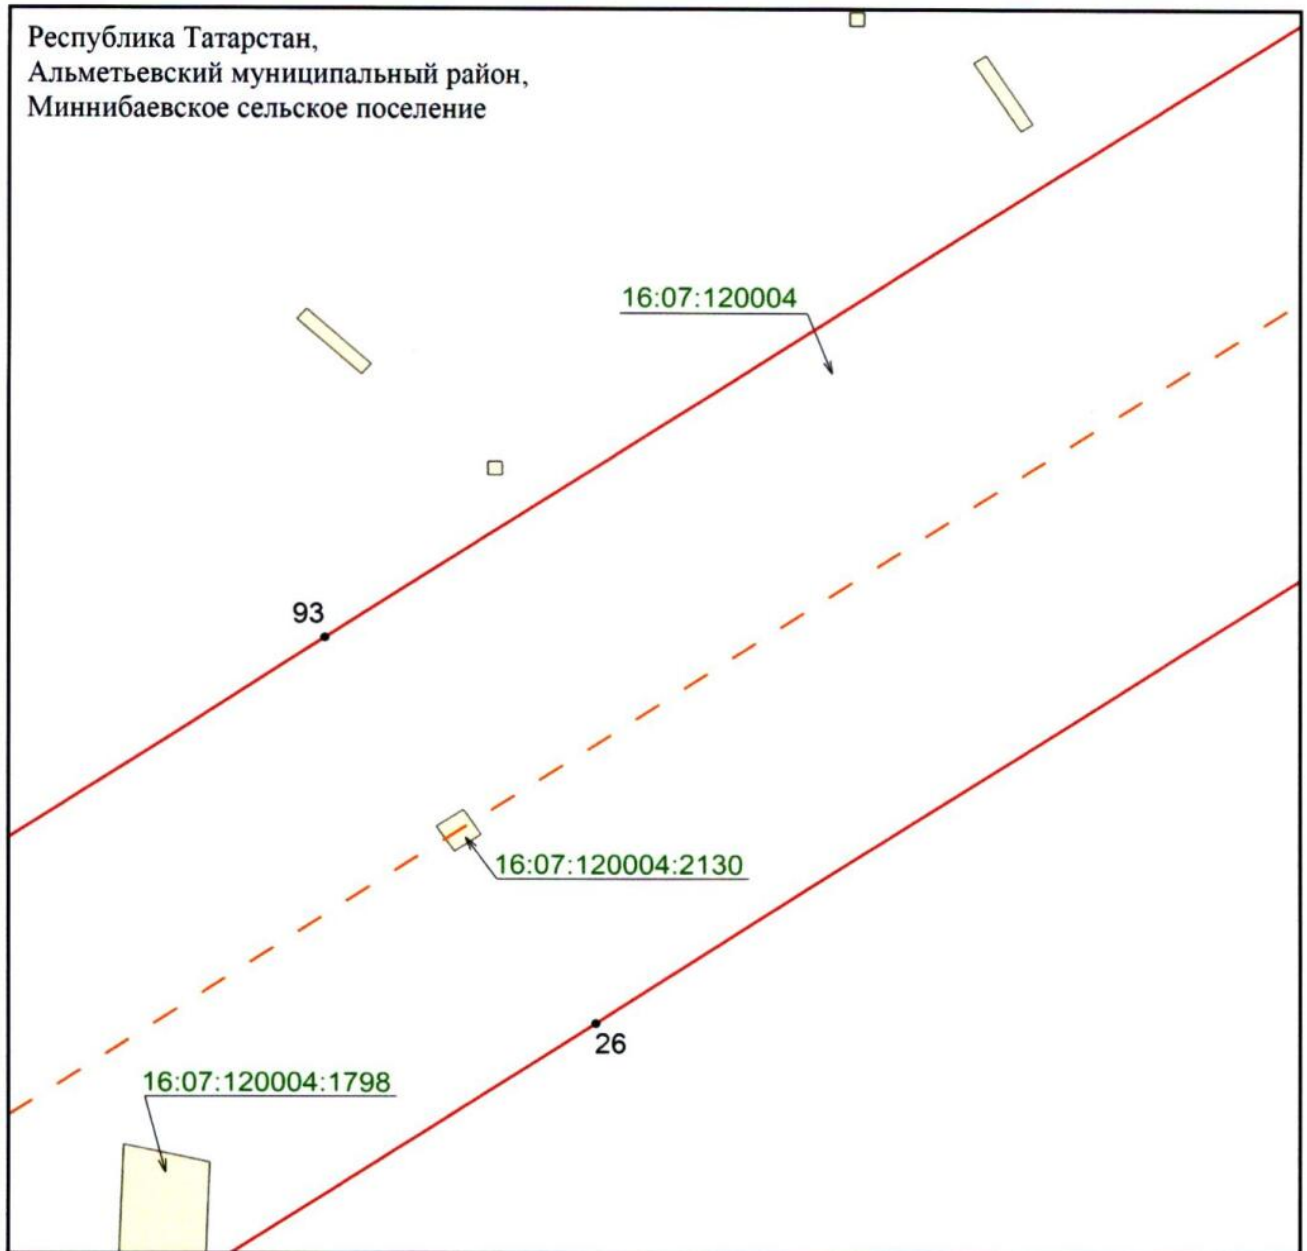 Республика Татарстан,
Альметьевский муниципальный район,
Миннибаевское сельское поселение
16:07:120004
93
16:07:120004:2130
26
16:07:120004:1798